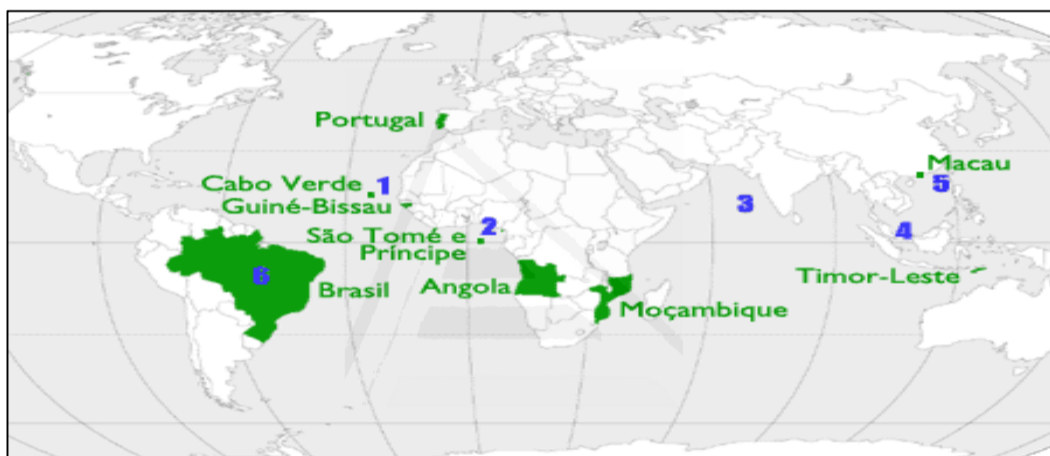 Portugal
Macau
Cabo Verde
1
5
Guiné-Bissau
3
São Tomé e
Príncipe
2
4
6
Brasil
Angola
Timor-Leste
Moçambique